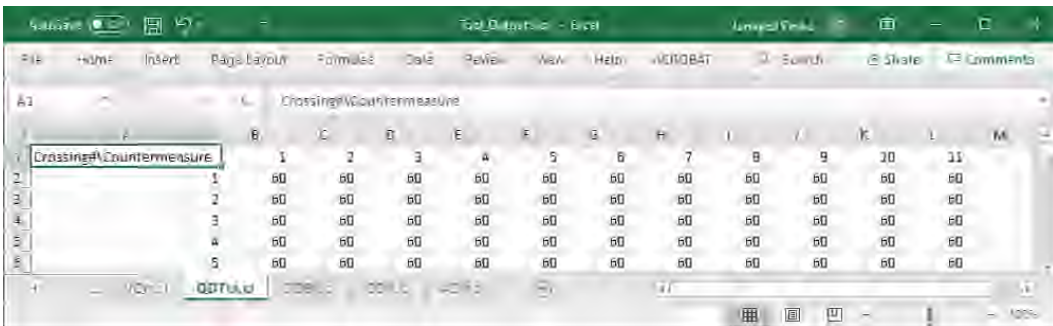 AutoSave Excel
File Home Insert Page Layout Formulas Data Review View Help ACROBAT Search Share Comments
A1 Crossing#\Countermeasure
B C D E F G H I J K L M
1 Crossing#\Countermeasure 1 2 3 4 5 6 7 8 9 10 11
2 1 60 60 60 60 60 60 60 60 60 60 60
3 2 60 60 60 60 60 60 60 60 60 60 60
4 3 60 60 60 60 60 60 60 60 60 60 60
5 4 60 60 60 60 60 60 60 60 60 60 60
6 5 60 60 60 60 60 60 60 60 60 60 60
100%